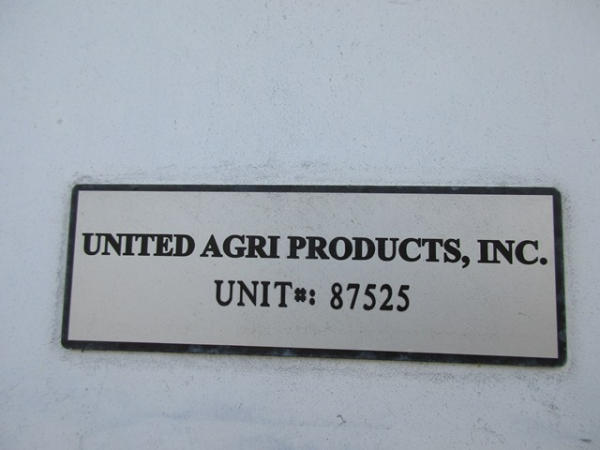 UNITED AGRI PRODUCTS, INC.
UNIT#: 87525